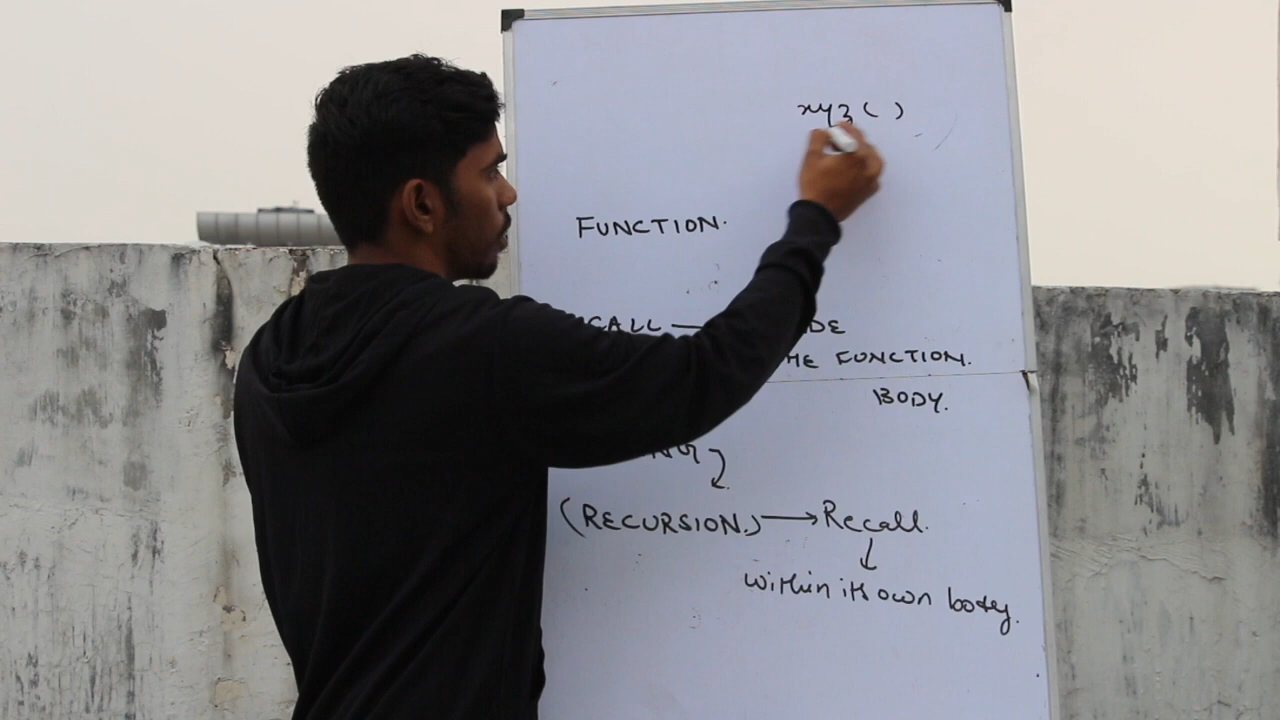 xyz ( )
FUNCTION.
CALL →
THE FUNCTION.
BODY.
(RECURSION.) → Recall.
↓
within its own body.